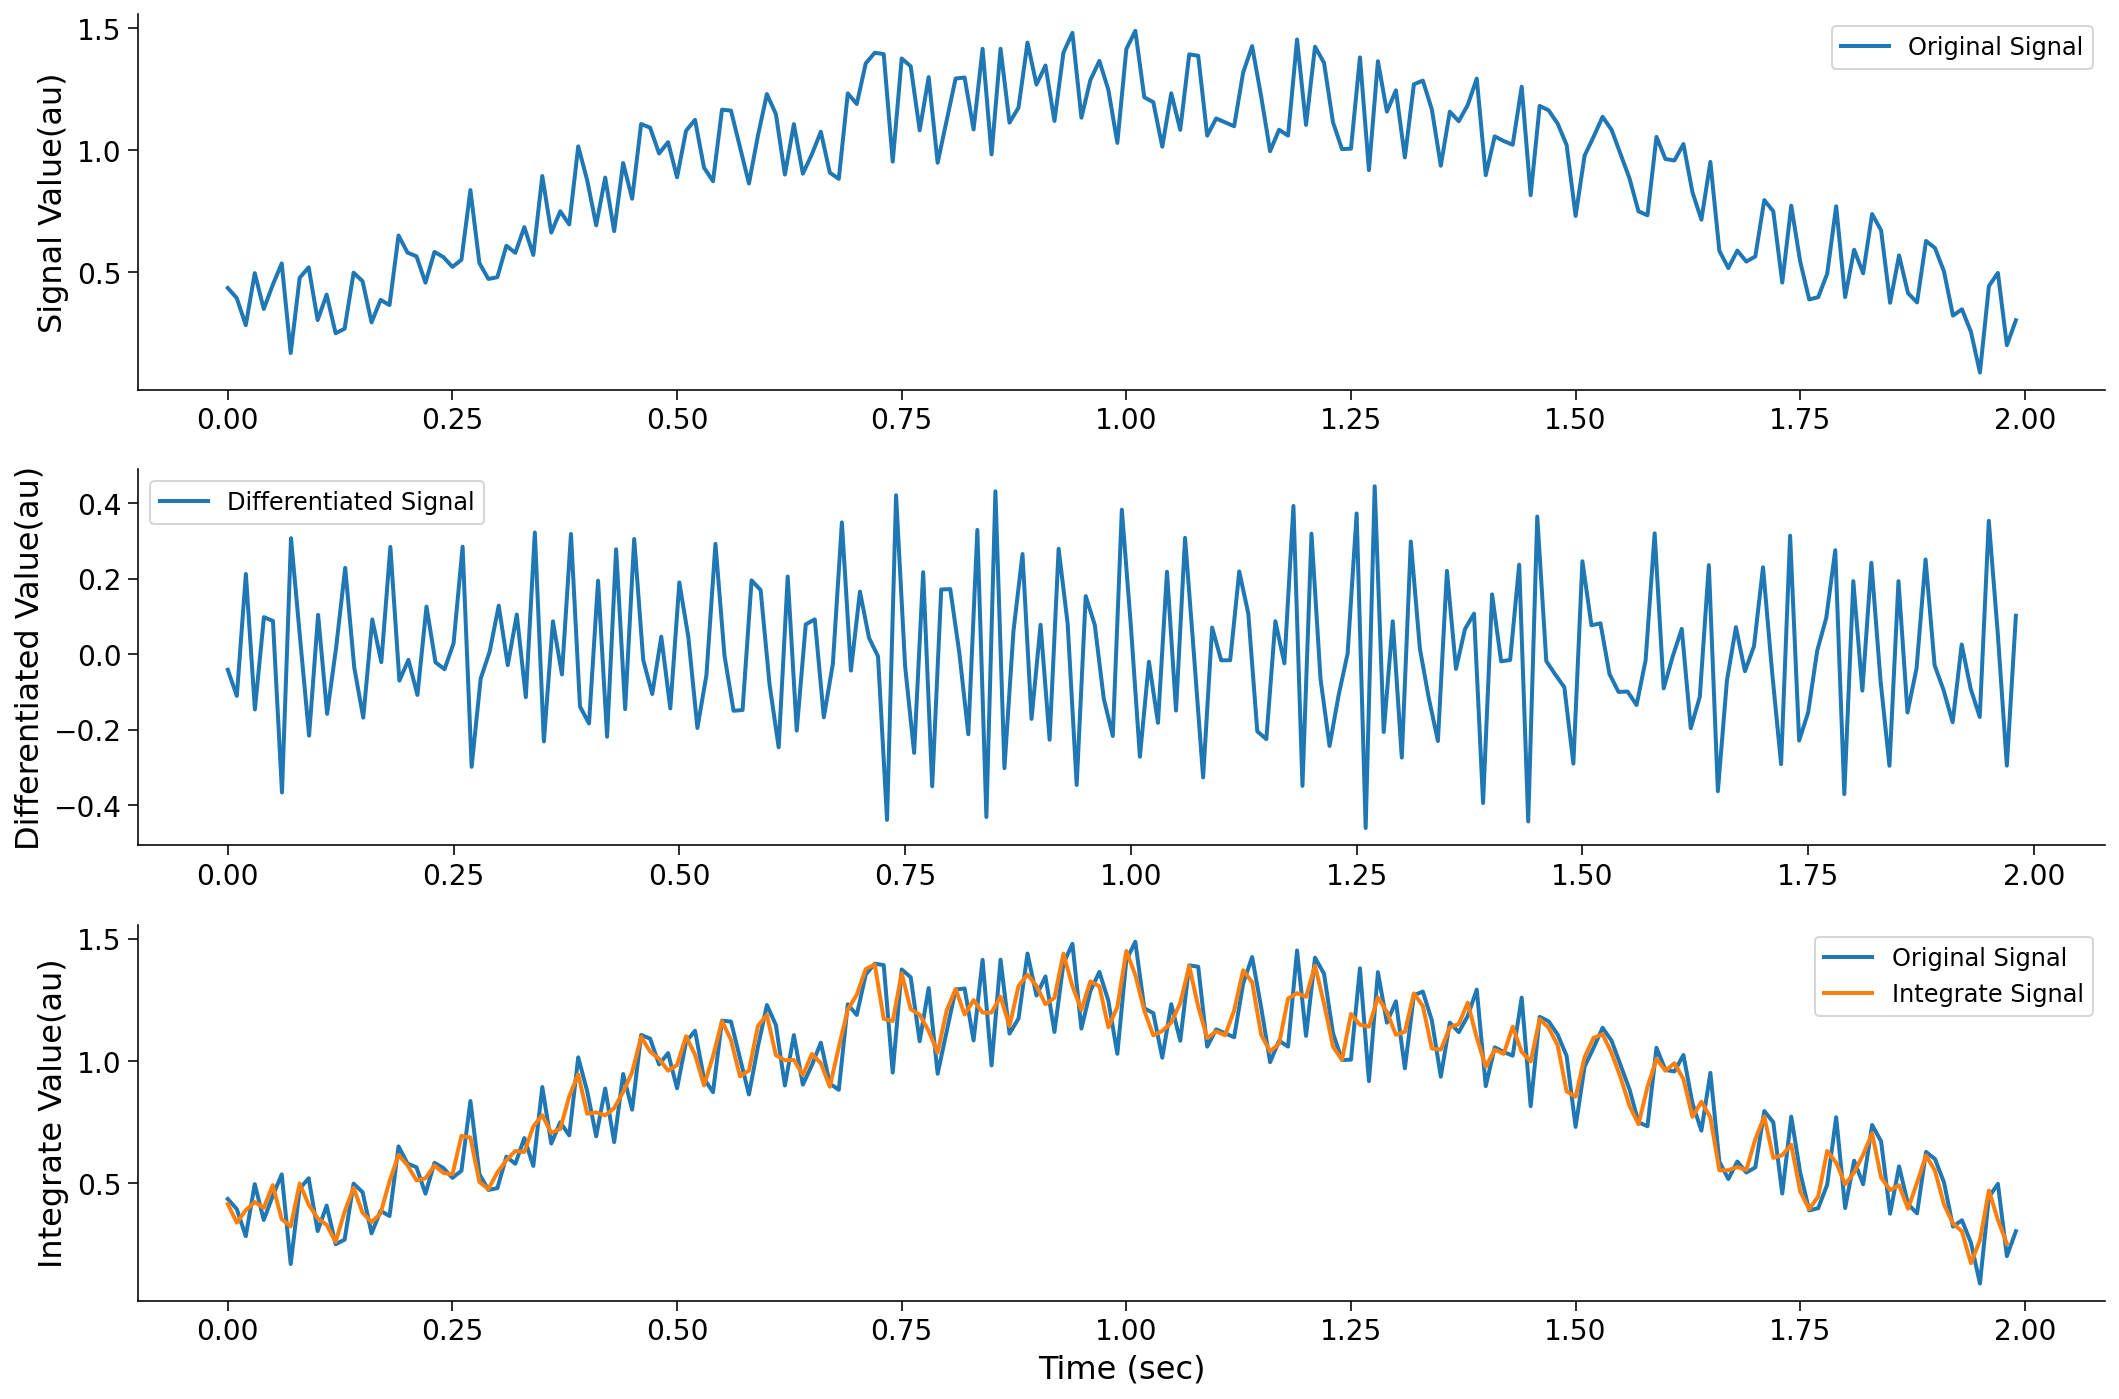 Signal Value(au)
1.5
1.0
0.5
Original Signal
0.00 0.25 0.50 0.75 1.00 1.25 1.50 1.75 2.00
Differentiated Value(au)
0.4
0.2
0.0
−0.2
−0.4
Differentiated Signal
0.00 0.25 0.50 0.75 1.00 1.25 1.50 1.75 2.00
Integrate Value(au)
1.5
1.0
0.5
Original Signal
Integrate Signal
0.00 0.25 0.50 0.75 1.00 1.25 1.50 1.75 2.00
Time (sec)